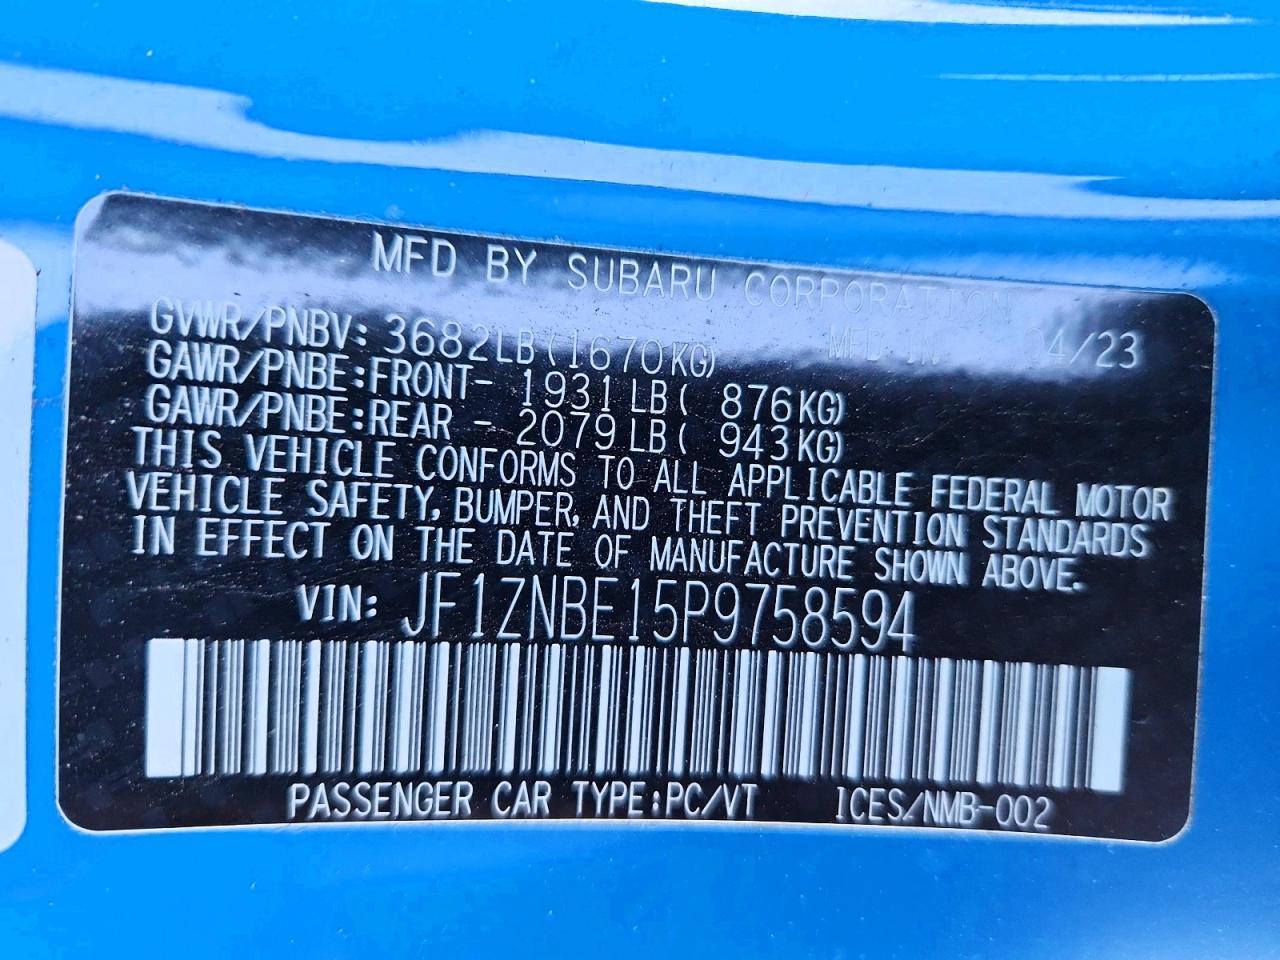 MFD BY SUBARU CORPORATION
GVWR/PNBV: 3682LB(1670KG) MFD IN 04/23
GAWR/PNBE:FRONT- 1931LB( 876KG)
GAWR/PNBE:REAR - 2079LB( 943KG)
THIS VEHICLE CONFORMS TO ALL APPLICABLE FEDERAL MOTOR
VEHICLE SAFETY, BUMPER, AND THEFT PREVENTION STANDARDS
IN EFFECT ON THE DATE OF MANUFACTURE SHOWN ABOVE.
VIN: JF1ZNBE15P9758594
PASSENGER CAR TYPE:PC/VT ICES/NMB-002